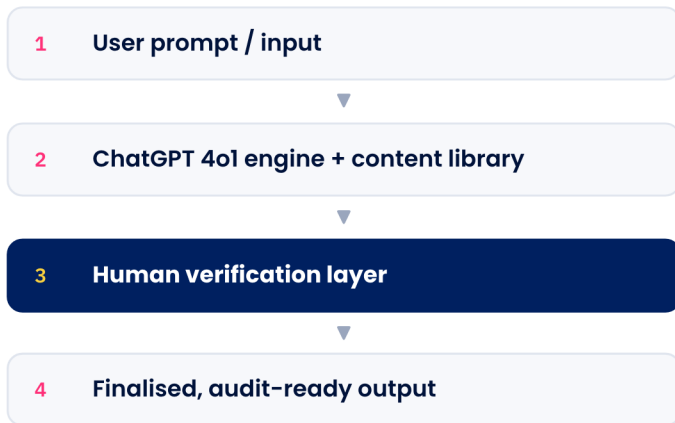 1 User prompt / input
2 ChatGPT 4o1 engine + content library
3 Human verification layer
4 Finalised, audit-ready output